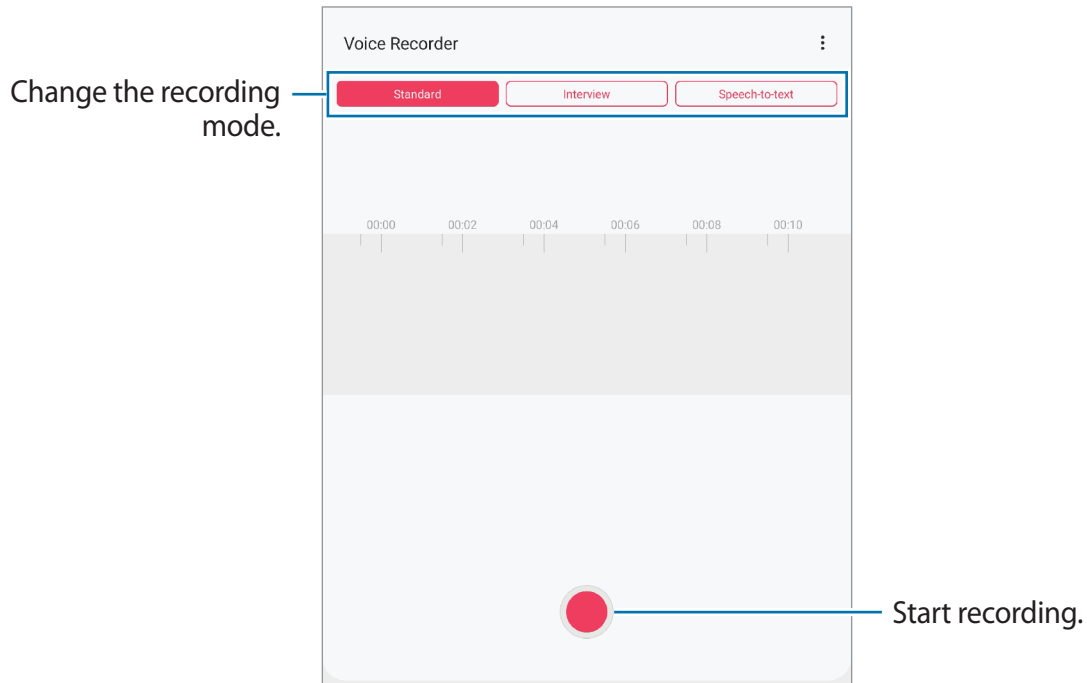 Voice Recorder
Change the recording
mode.
Standard Interview Speech-to-text
00:00 00:02 00:04 00:06 00:08 00:10
Start recording.